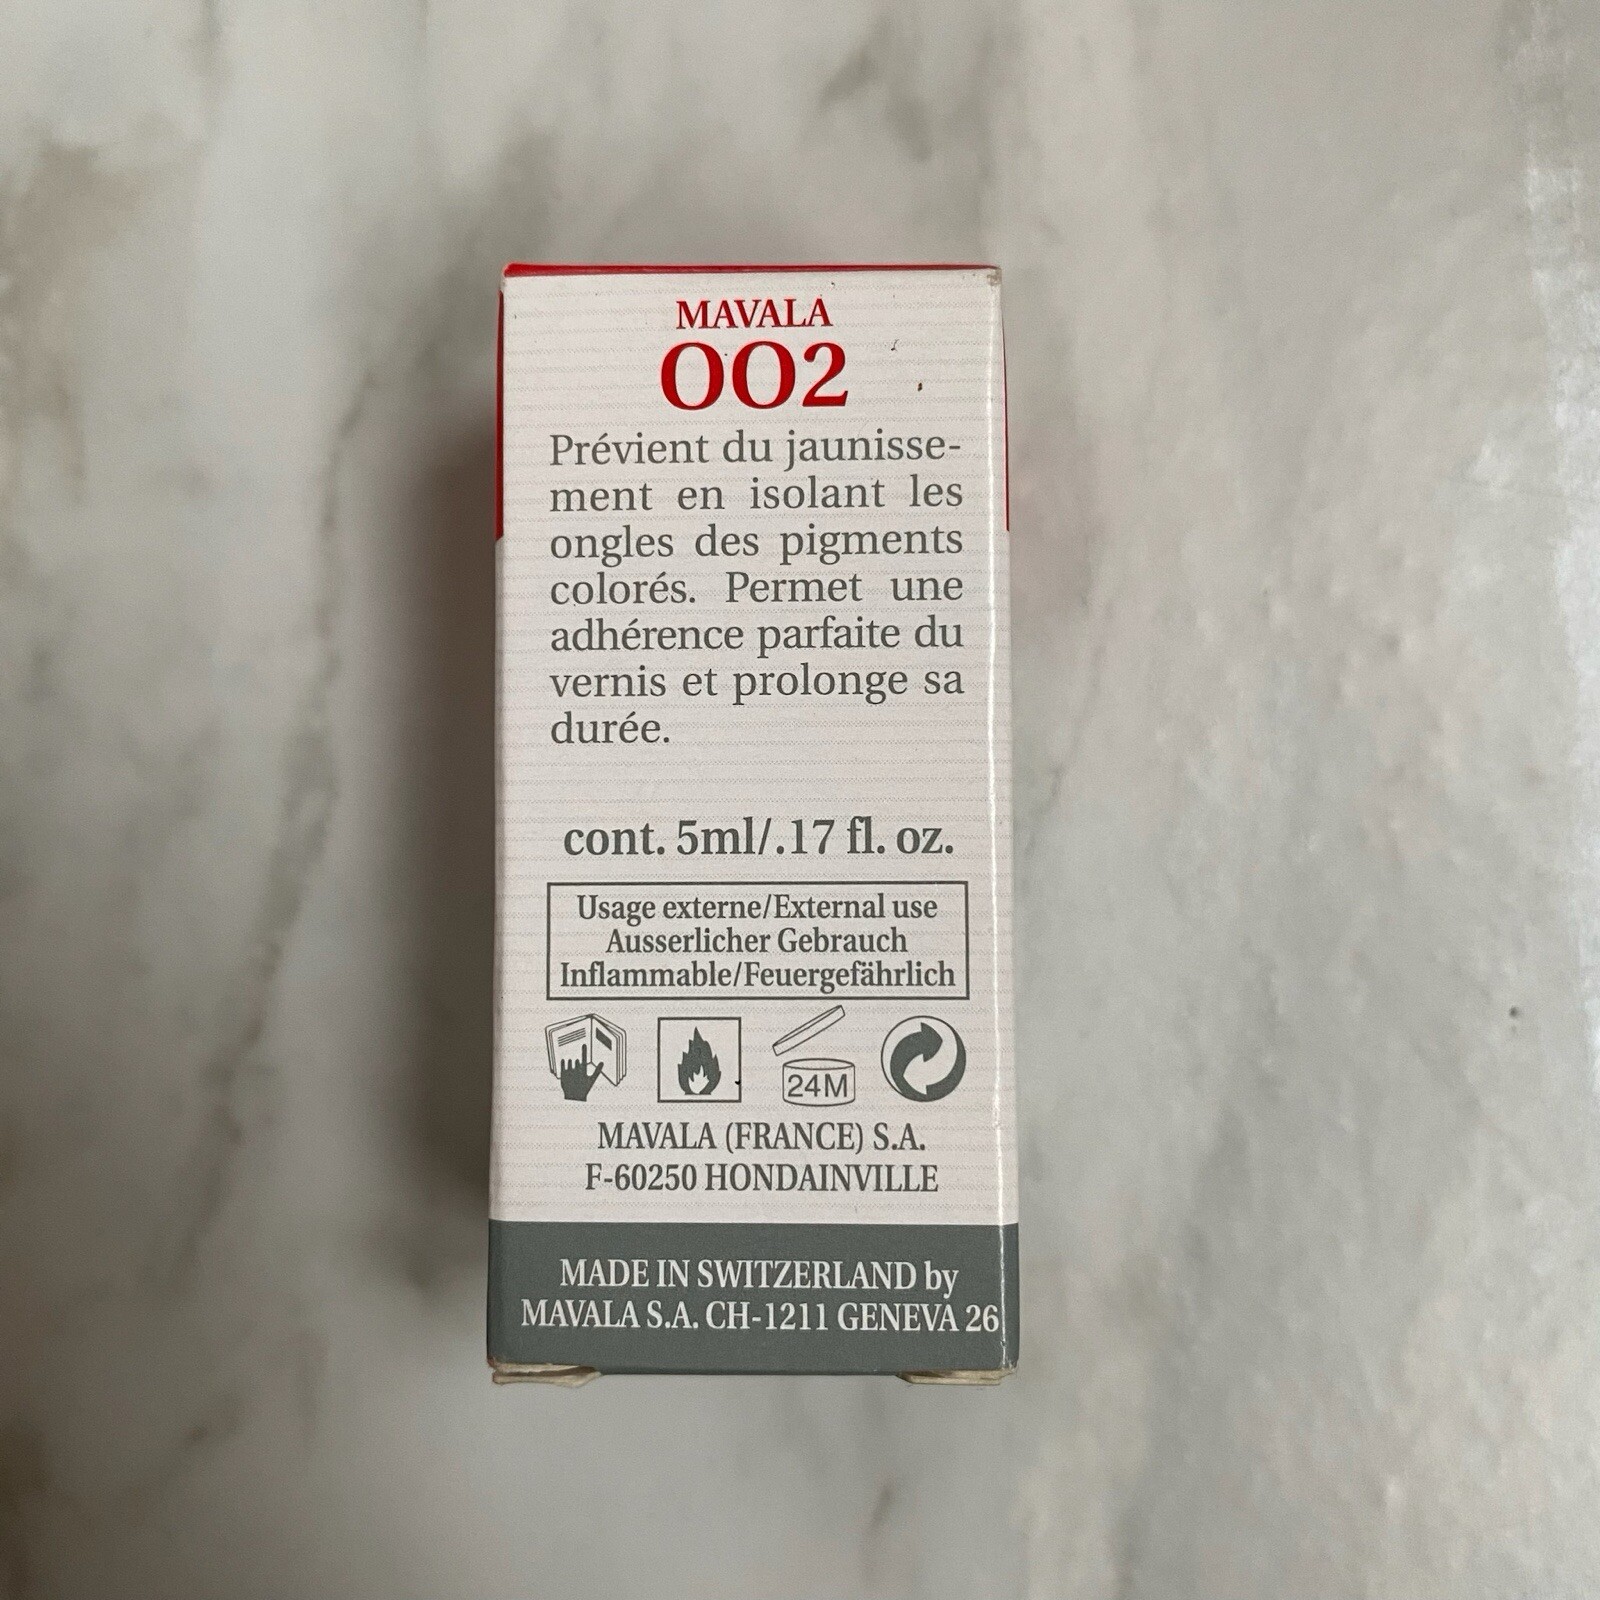 MAVALA
002
Prévient du jaunisse-
ment en isolant les
ongles des pigments
colorés. Permet une
adhérence parfaite du
vernis et prolonge sa
durée.
cont. 5ml/.17 fl. oz.
Usage externe/External use
Ausserlicher Gebrauch
Inflammable/Feuergefährlich
24M
MAVALA (FRANCE) S.A.
F-60250 HONDAINVILLE
MADE IN SWITZERLAND by
MAVALA S.A. CH-1211 GENEVA 26